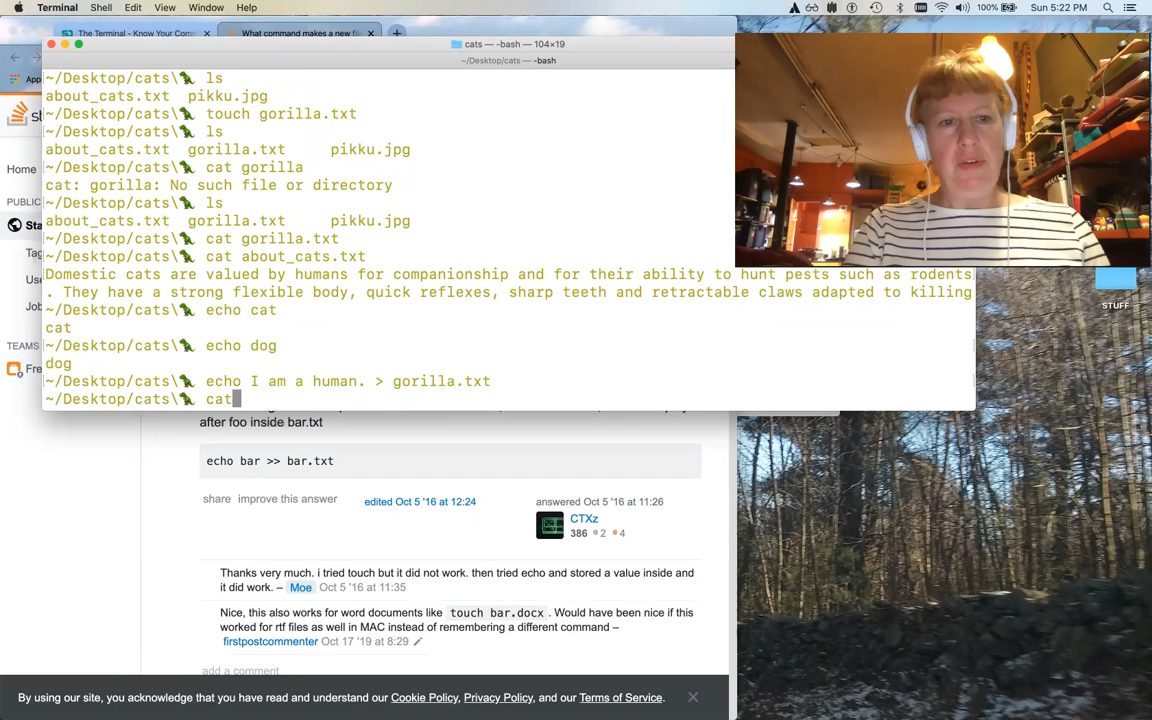 Terminal Shell Edit View Window Help
100% Sun 5:22 PM
The Terminal - Know Your Com
What command makes a new fi
cats — -bash — 104×19
~/Desktop/cats — -bash
~/Desktop/cats\ ls
about_cats.txt pikku.jpg
~/Desktop/cats\ touch gorilla.txt
~/Desktop/cats\ ls
about_cats.txt gorilla.txt pikku.jpg
~/Desktop/cats\ cat gorilla
cat: gorilla: No such file or directory
~/Desktop/cats\ ls
about_cats.txt gorilla.txt pikku.jpg
~/Desktop/cats\ cat gorilla.txt
~/Desktop/cats\ cat about_cats.txt
Domestic cats are valued by humans for companionship and for their ability to hunt pests such as rodents
. They have a strong flexible body, quick reflexes, sharp teeth and retractable claws adapted to killing
~/Desktop/cats\ echo cat
cat
~/Desktop/cats\ echo dog
dog
~/Desktop/cats\ echo I am a human. > gorilla.txt
~/Desktop/cats\ cat
App
Home
PUBLIC
Sta
Tag
Use
Job
TEAMS
Fre
STUFF
after foo inside bar.txt
echo bar >> bar.txt
share improve this answer
edited Oct 5 '16 at 12:24
answered Oct 5 '16 at 11:26
CTXz
386 2 4
Thanks very much. i tried touch but it did not work. then tried echo and stored a value inside and
it did work. – Moe Oct 5 '16 at 11:35
Nice, this also works for word documents like touch bar.docx . Would have been nice if this
worked for rtf files as well in MAC instead of remembering a different command –
firstpostcommenter Oct 17 '19 at 8:29
add a comment
By using our site, you acknowledge that you have read and understand our Cookie Policy, Privacy Policy, and our Terms of Service.